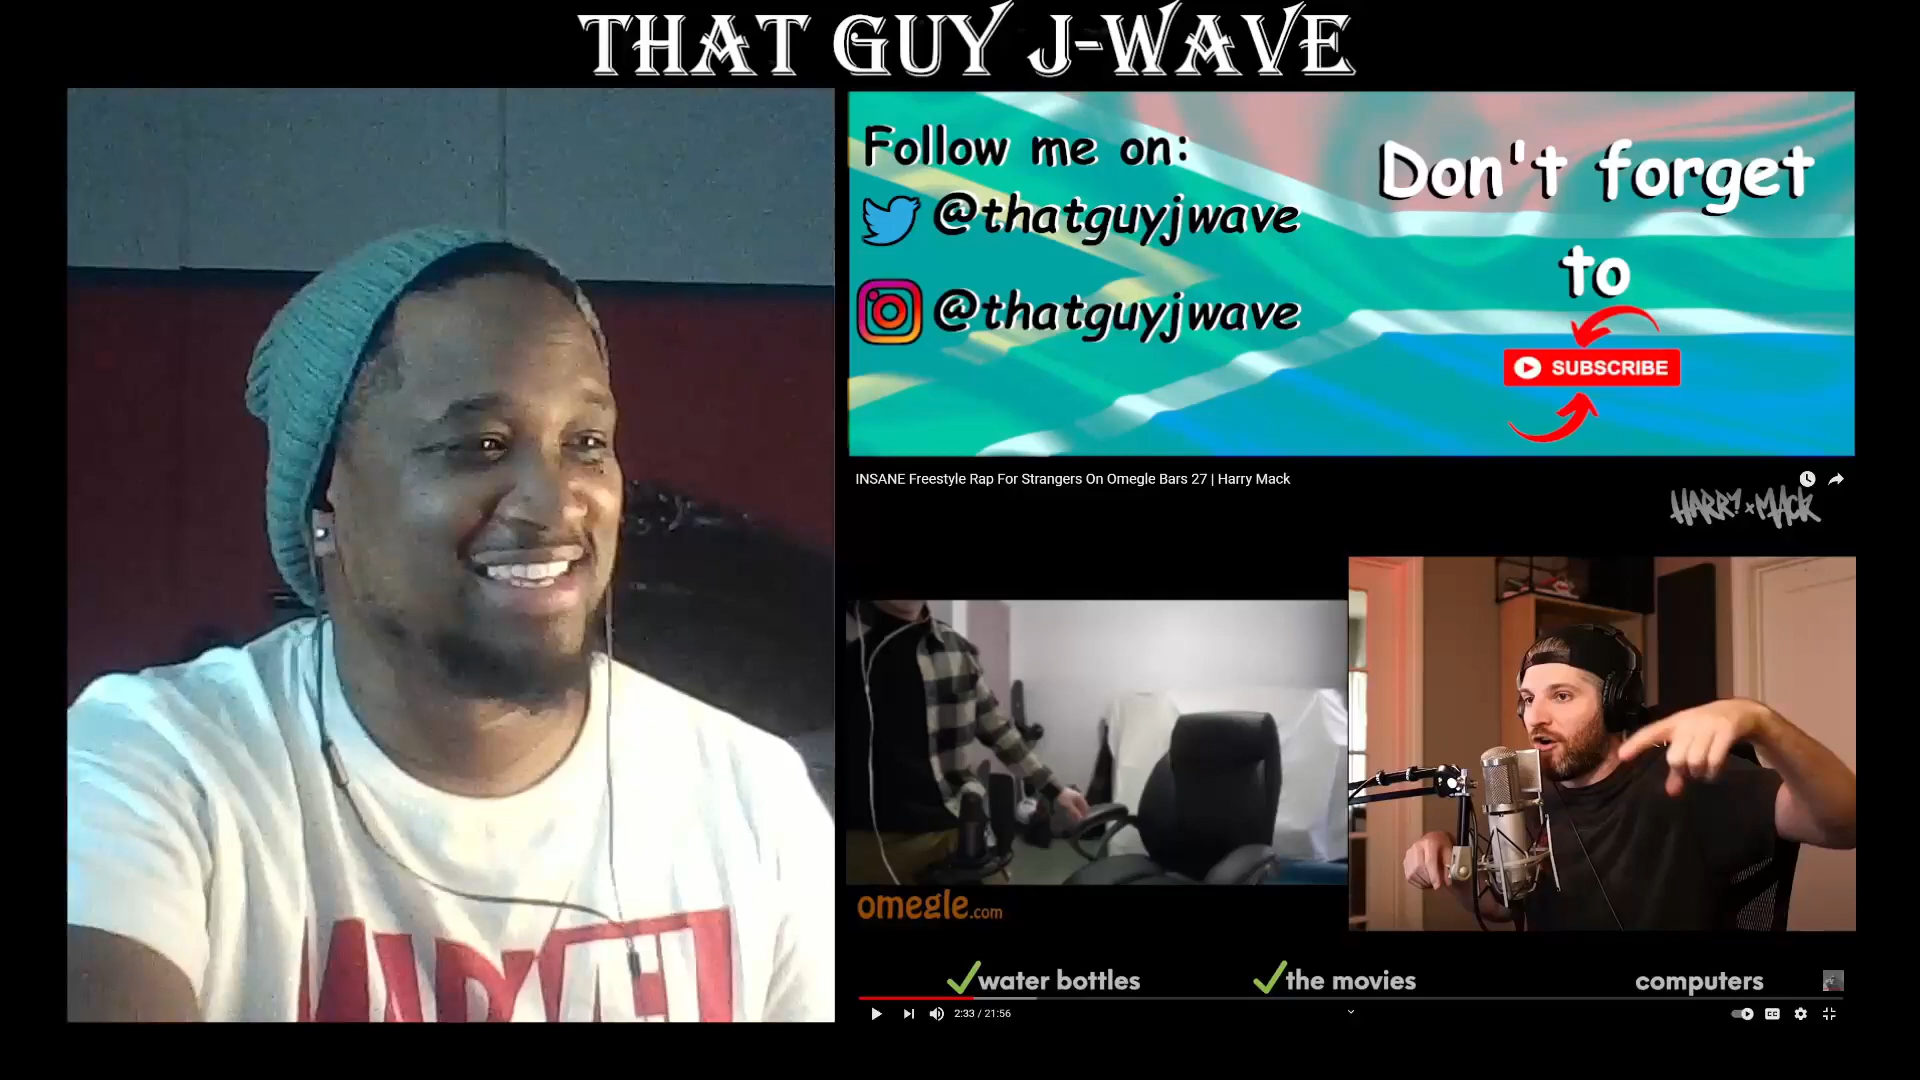 THAT GUY J-WAVE
Follow me on:
@thatguyjwave
@thatguyjwave
Don't forget
to
SUBSCRIBE
INSANE Freestyle Rap For Strangers On Omegle Bars 27 | Harry Mack
HARRY MACK
omegle.com
water bottles
the movies
computers
2:33 / 21:56
CC
MARVEL